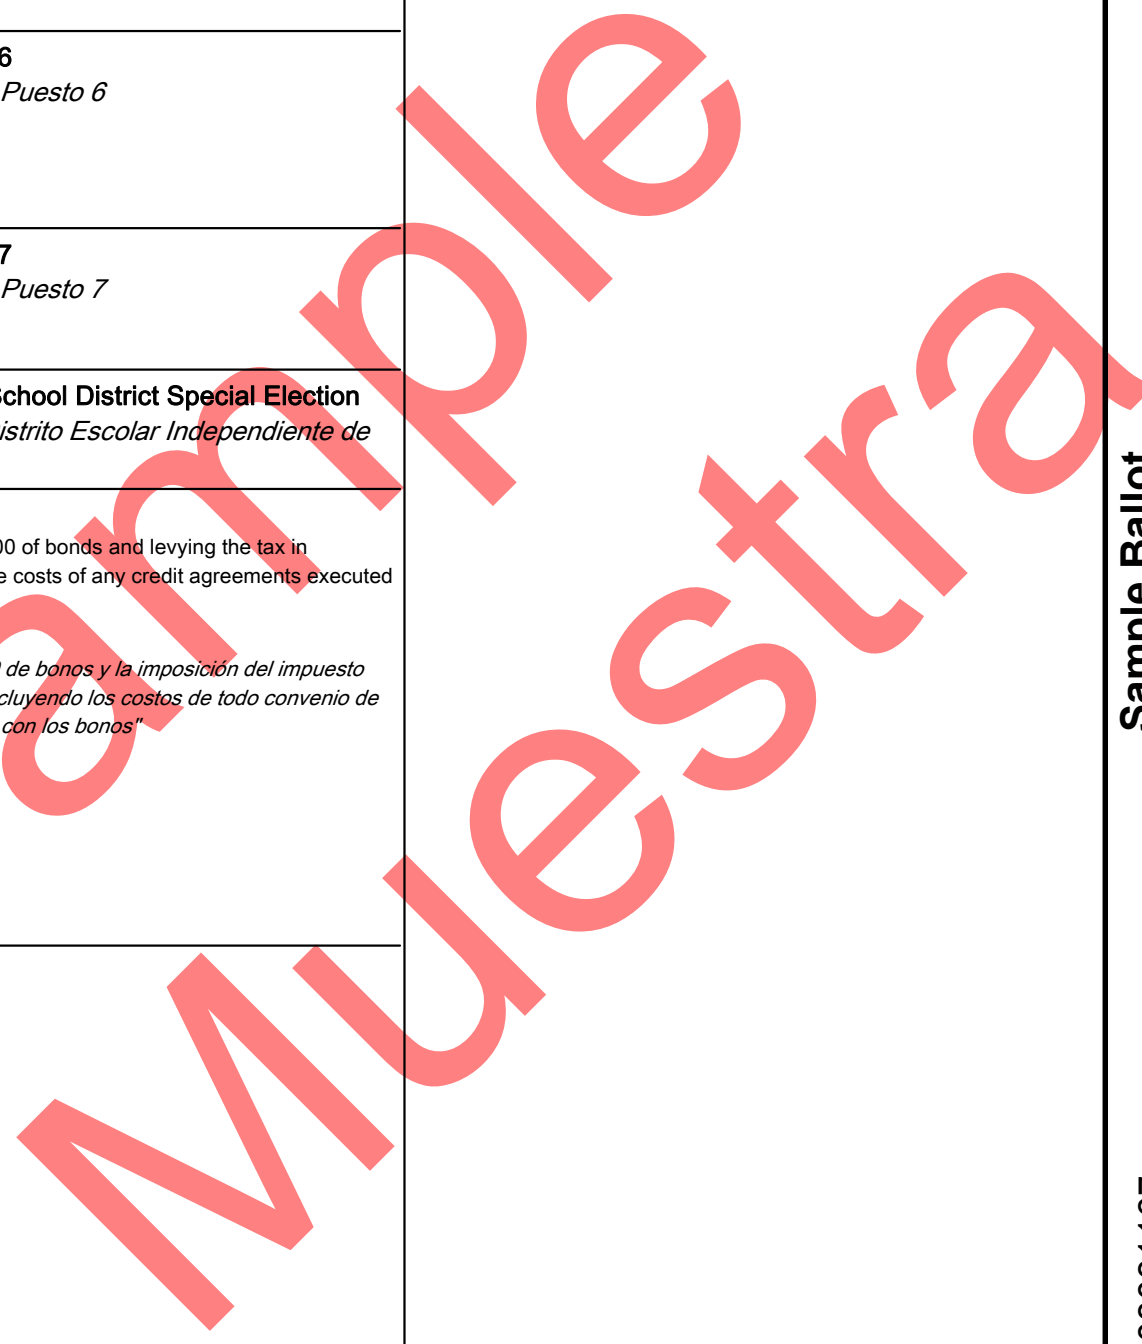 6
Puesto 6
7
Puesto 7
School District Special Election
istrito Escolar Independiente de
00 of bonds and levying the tax in
e costs of any credit agreements executed
de bonos y la imposición del impuesto
cluyendo los costos de todo convenio de
con los bonos"
ample
Muestra
Sample Ballot